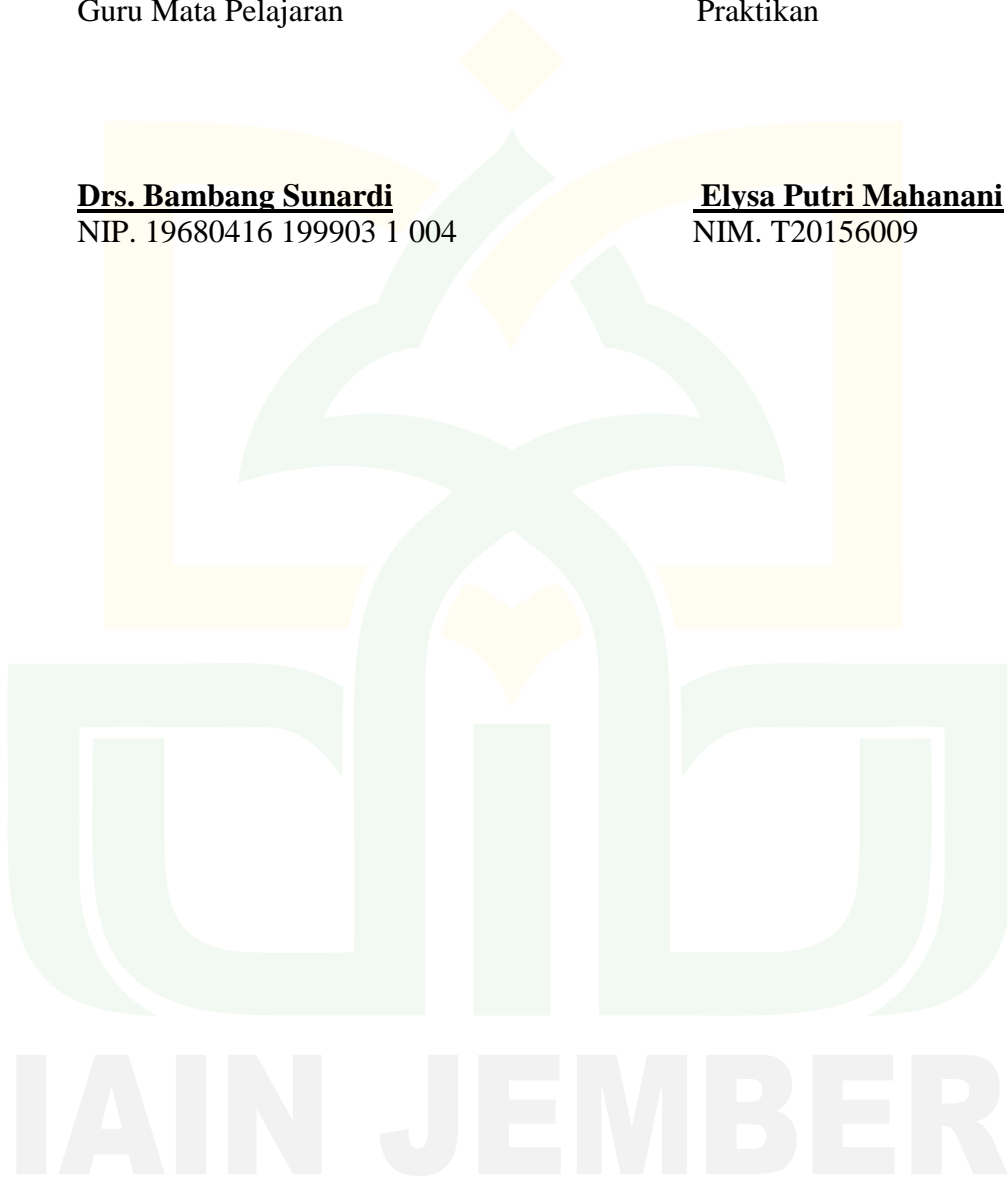 Guru Mata Pelajaran Praktikan
Drs. Bambang Sunardi Elysa Putri Mahanani
NIP. 19680416 199903 1 004 NIM. T20156009
IAIN JEMBER